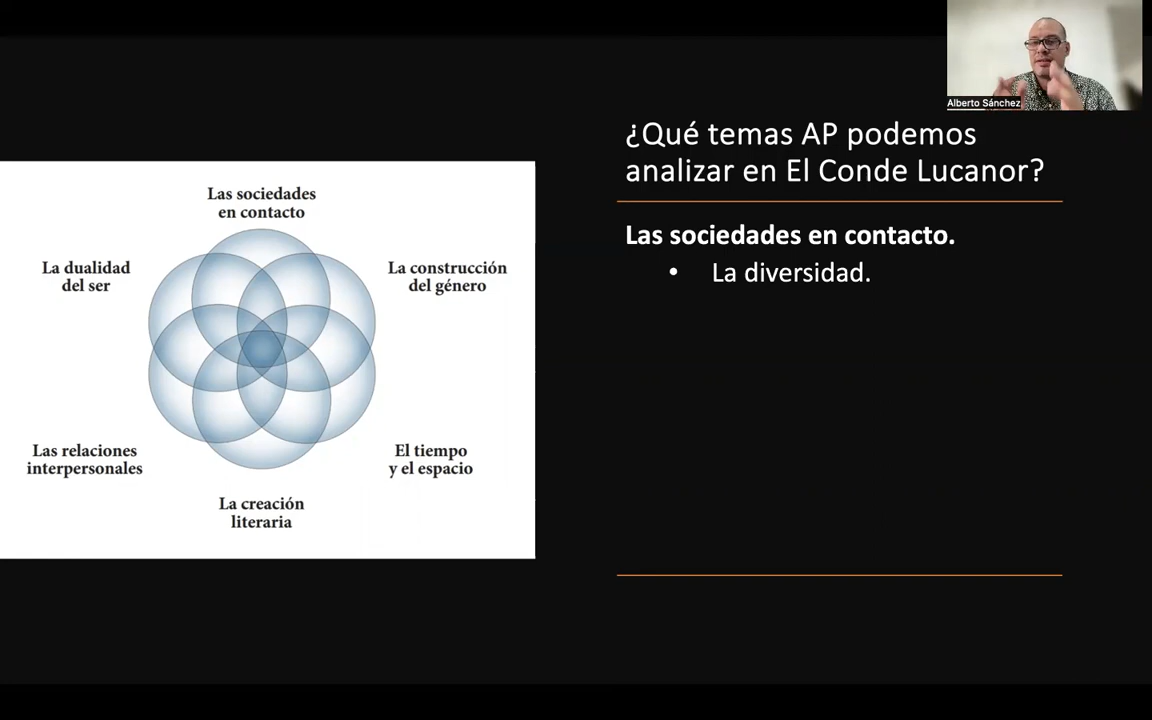 Alberto Sánchez
¿Qué temas AP podemos
analizar en El Conde Lucanor?
Las sociedades en contacto.
• La diversidad.
Las sociedades
en contacto
La dualidad
del ser
La construcción
del género
Las relaciones
interpersonales
El tiempo
y el espacio
La creación
literaria